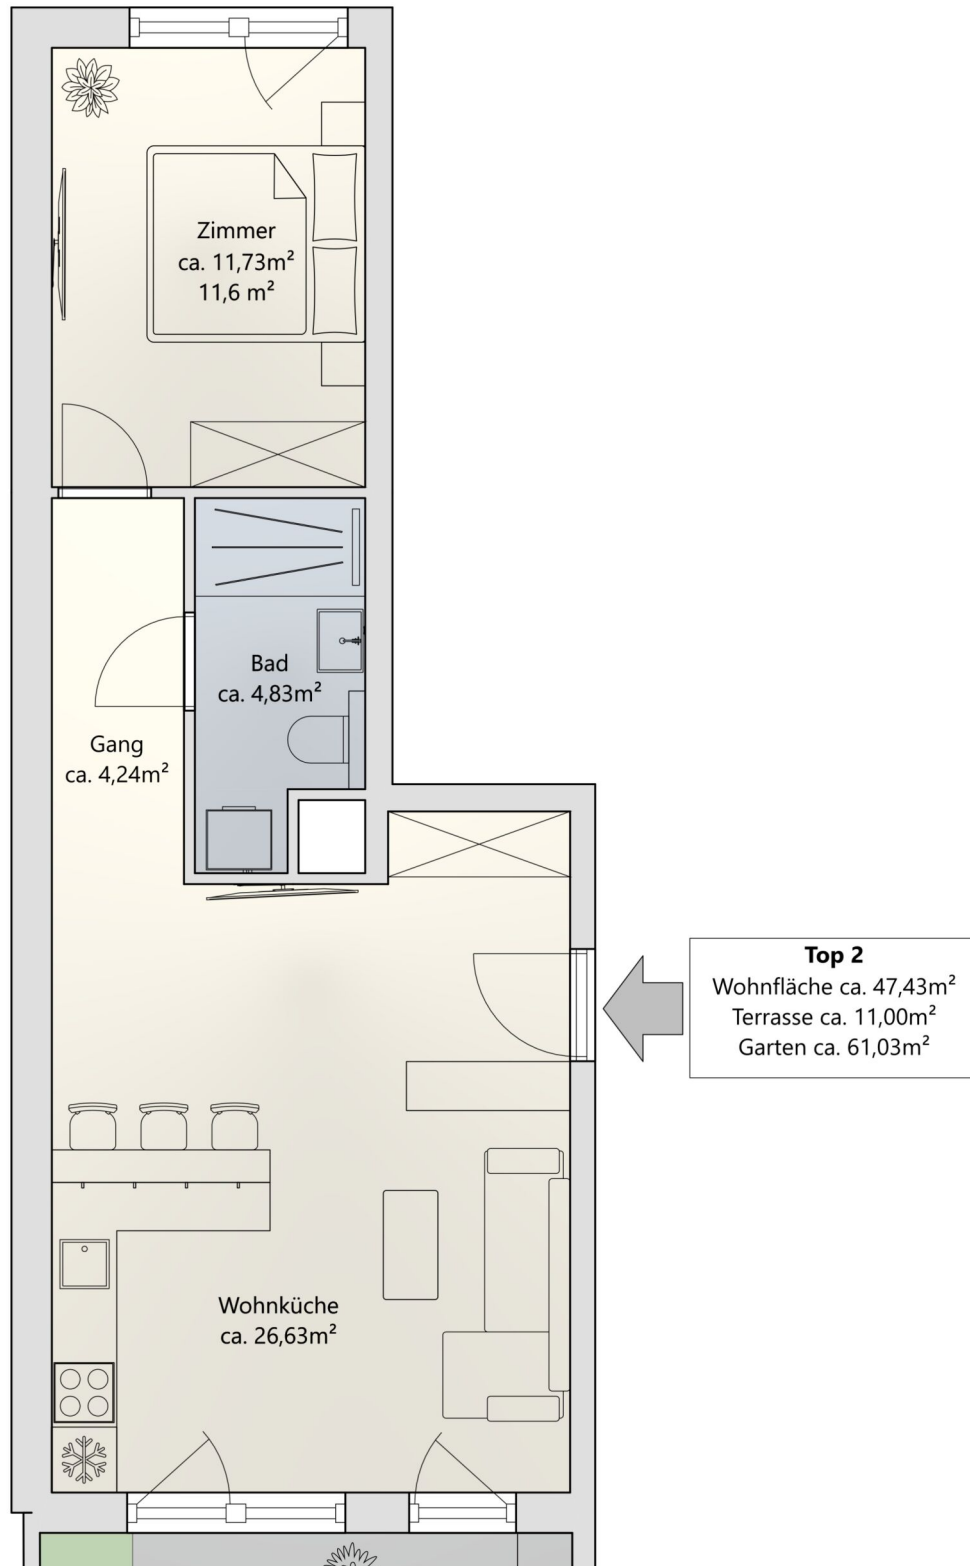 Zimmer
ca. 11,73m²
11,6 m²
Bad
ca. 4,83m²
Gang
ca. 4,24m²
Top 2
Wohnfläche ca. 47,43m²
Terrasse ca. 11,00m²
Garten ca. 61,03m²
Wohnküche
ca. 26,63m²